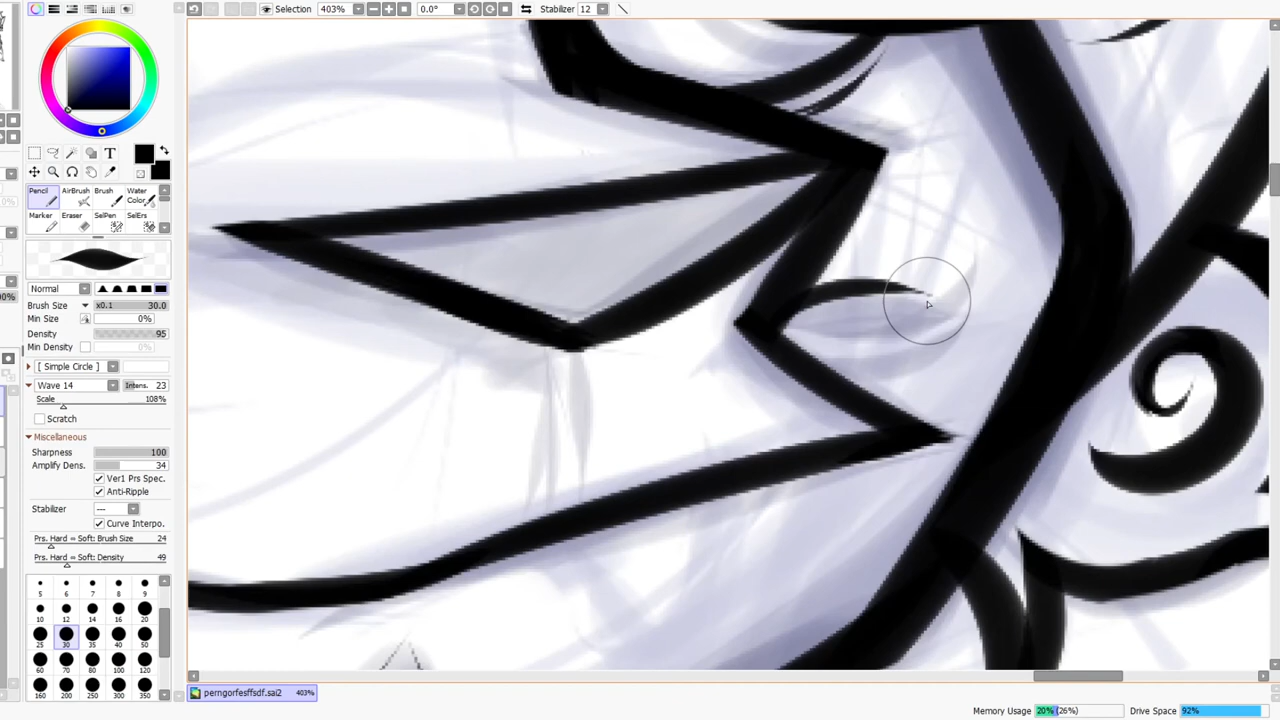 Selection 403% 0.0° Stabilizer 12
T
Pencil AirBrush Brush Water Color
Marker Eraser SelPen SelErs
Normal
Brush Size x0.1 30.0
Min Size 0%
Density 95
Min Density 0%
[ Simple Circle ]
Wave 14 Intens. 23
Scale 108%
Scratch
Miscellaneous
Sharpness 100
Amplify Dens. 34
Ver1 Prs Spec.
Anti-Ripple
Stabilizer ---
Curve Interpo.
Prs. Hard ⇔ Soft: Brush Size 24
Prs. Hard ⇔ Soft: Density 49
5 6 7 8 9
10 12 14 16 20
25 30 35 40 50
60 70 80 100 120
160 200 250 300 350
perngorfesffsdf.sai2 403%
Memory Usage 20% (26%) Drive Space 92%